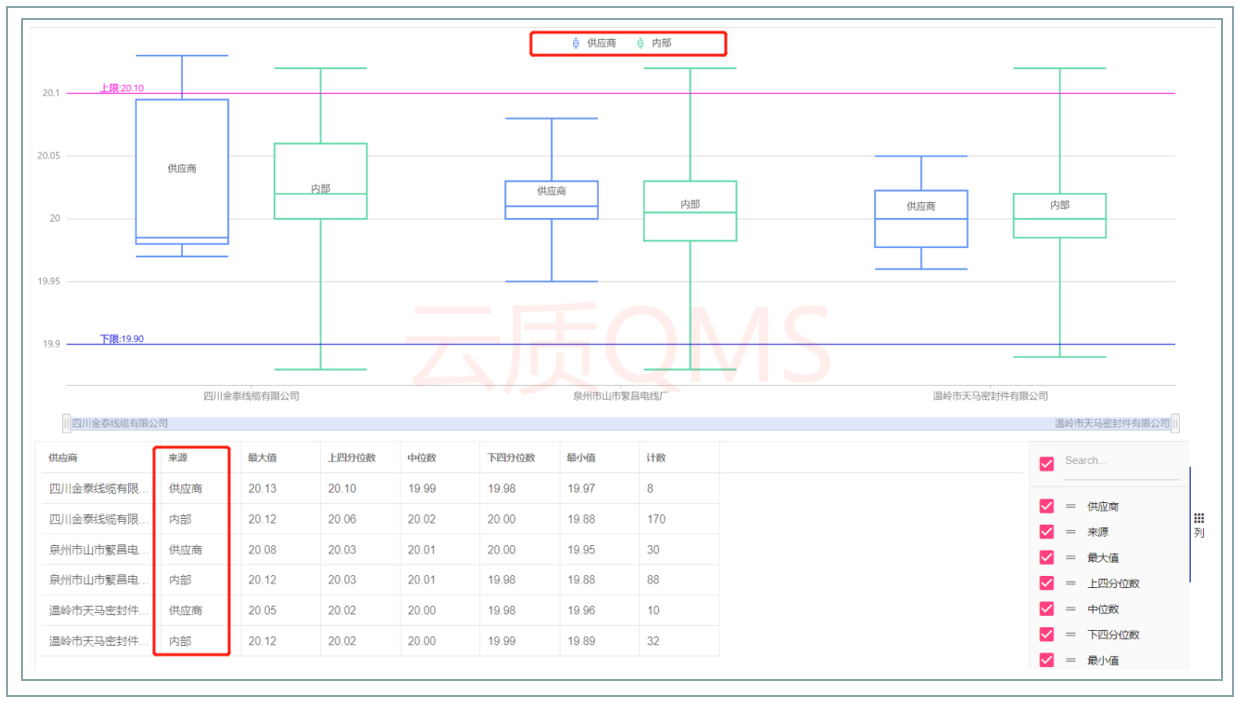 供应商 内部
上限:20.10
20.1
20.05
供应商 内部 供应商 内部 供应商 内部
20
19.95
云质QMS
下限:19.90
19.9
四川金泰线缆有限公司 泉州市山市繁昌电线厂 温岭市天马密封件有限公司
四川金泰线缆有限公司 温岭市天马密封件有限公司
供应商 来源 最大值 上四分位数 中位数 下四分位数 最小值 计数
四川金泰线缆有限... 供应商 20.13 20.10 19.99 19.98 19.97 8
四川金泰线缆有限... 内部 20.12 20.06 20.02 20.00 19.88 170
泉州市山市繁昌电... 供应商 20.08 20.03 20.01 20.00 19.95 30
泉州市山市繁昌电... 内部 20.12 20.03 20.01 19.98 19.88 88
温岭市天马密封件... 供应商 20.05 20.02 20.00 19.98 19.96 10
温岭市天马密封件... 内部 20.12 20.02 20.00 19.99 19.89 32
Search...
供应商
来源
最大值
上四分位数
中位数
下四分位数
最小值
列